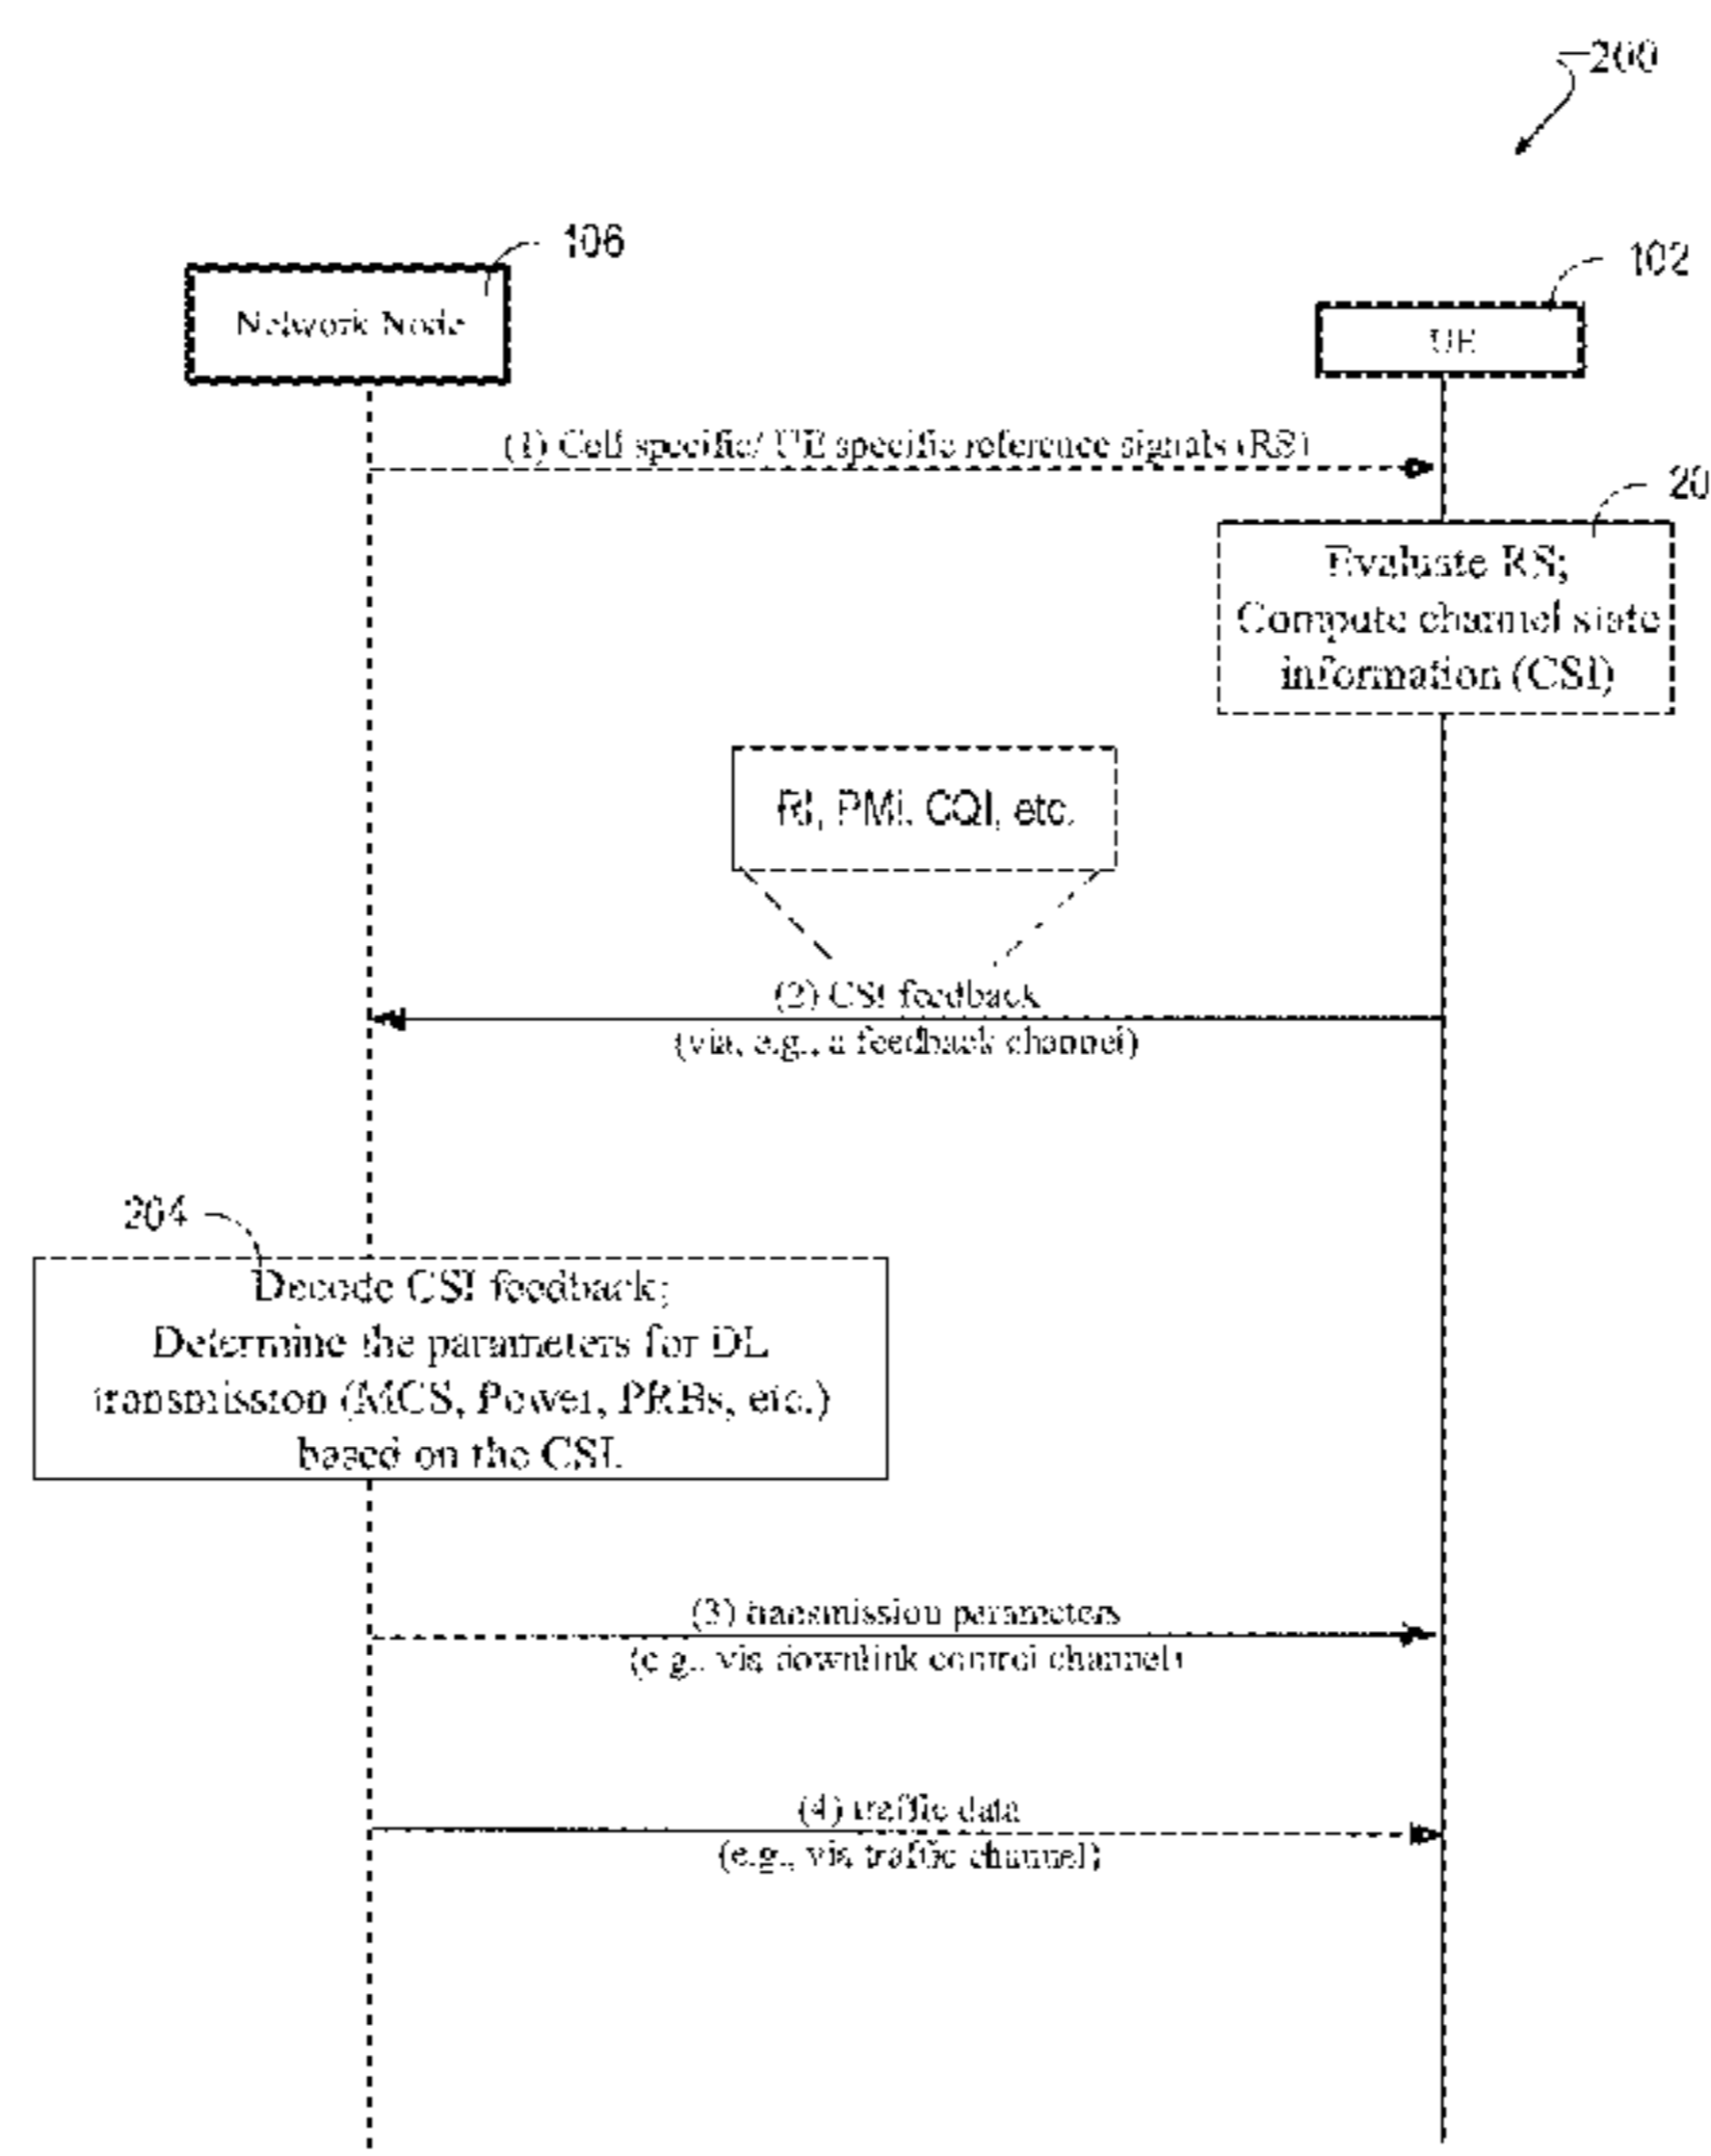 200
106
Network Node
102
UE
(1) Cell specific/ UE specific reference signals (RS)
20
Evaluate RS;
Compute channel state
information (CSI)
RI, PMI, CQI, etc.
(2) CSI feedback
(via, e.g., a feedback channel)
204
Decode CSI feedback;
Determine the parameters for DL
transmission (MCS, Power, PRBs, etc.)
based on the CSI.
(3) transmission parameters
(e.g., via downlink control channel)
(4) traffic data
(e.g., via traffic channel)